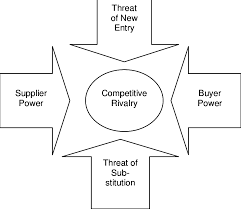 Threat
of New
Entry
Supplier
Power
Competitive
Rivalry
Buyer
Power
Threat of
Sub-
stitution